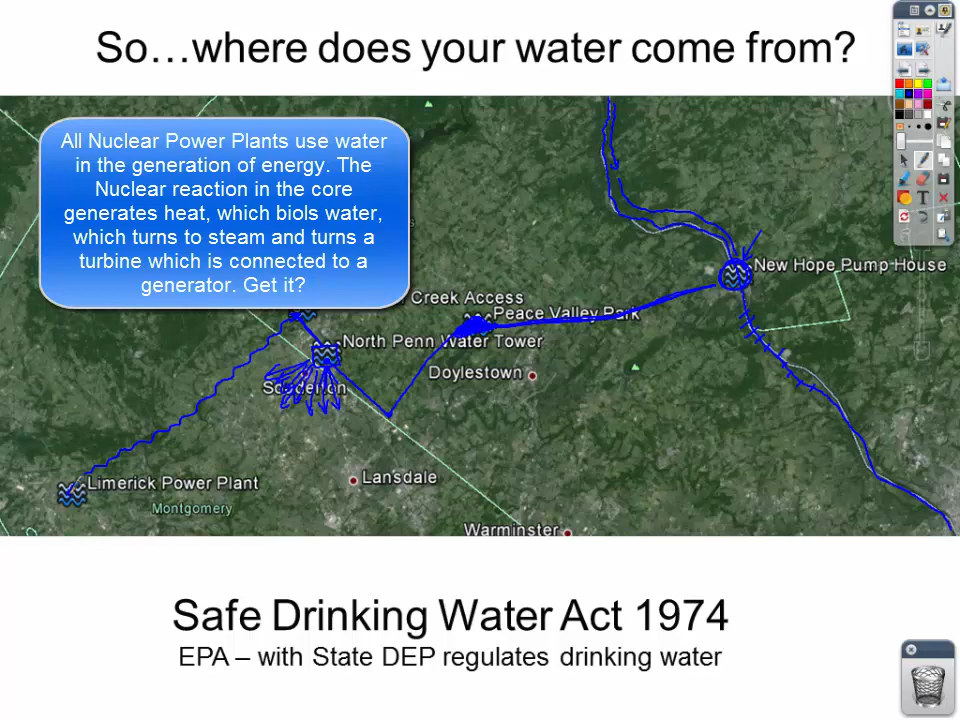 So…where does your water come from?
All Nuclear Power Plants use water
in the generation of energy. The
Nuclear reaction in the core
generates heat, which biols water,
which turns to steam and turns a
turbine which is connected to a
generator. Get it?
New Hope Pump House
Creek Access
Peace Valley Park
North Penn Water Tower
Doylestown
Limerick Power Plant
Lansdale
Montgomery
Warminster
Safe Drinking Water Act 1974
EPA – with State DEP regulates drinking water